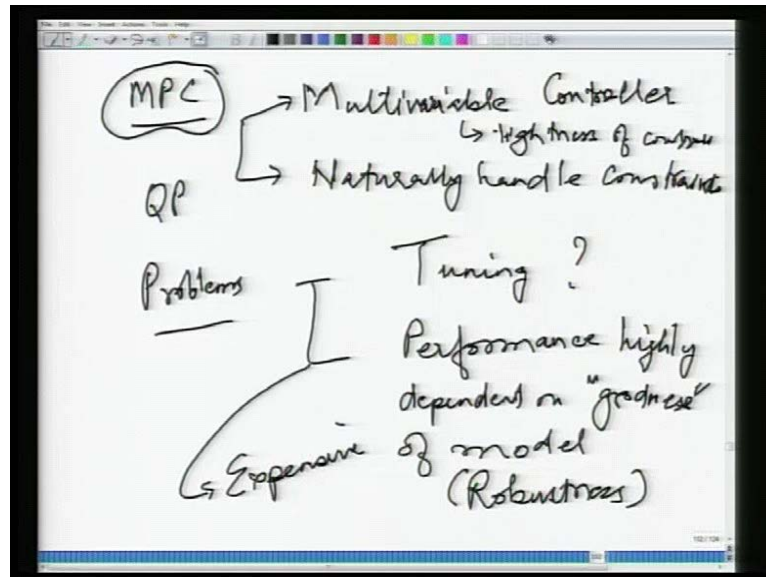 MPC
→ Multivariable Controller
↳ tightness of control
→ Naturally handle constraints
QP
Problems
Tuning ?
Performance highly
dependent on "goodness"
of model
(Robustness)
↳ Expensive